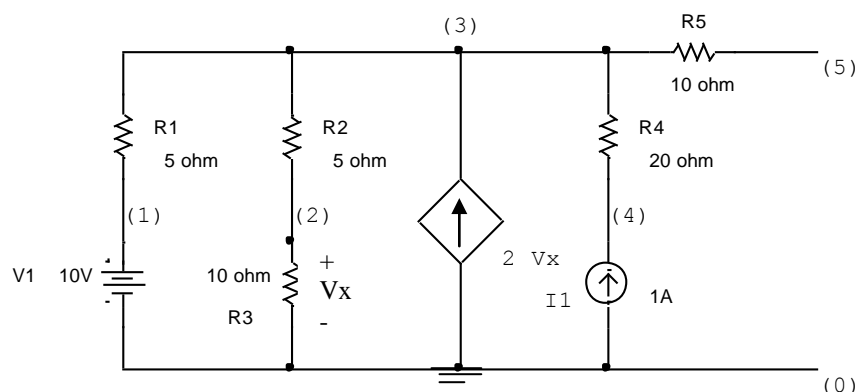 (3)
R5
(5)
10 ohm
R1
5 ohm
R2
5 ohm
R4
20 ohm
(1)
(2)
(4)
V1 10V
10 ohm
R3
+
Vx
-
2 Vx
I1
1A
(0)